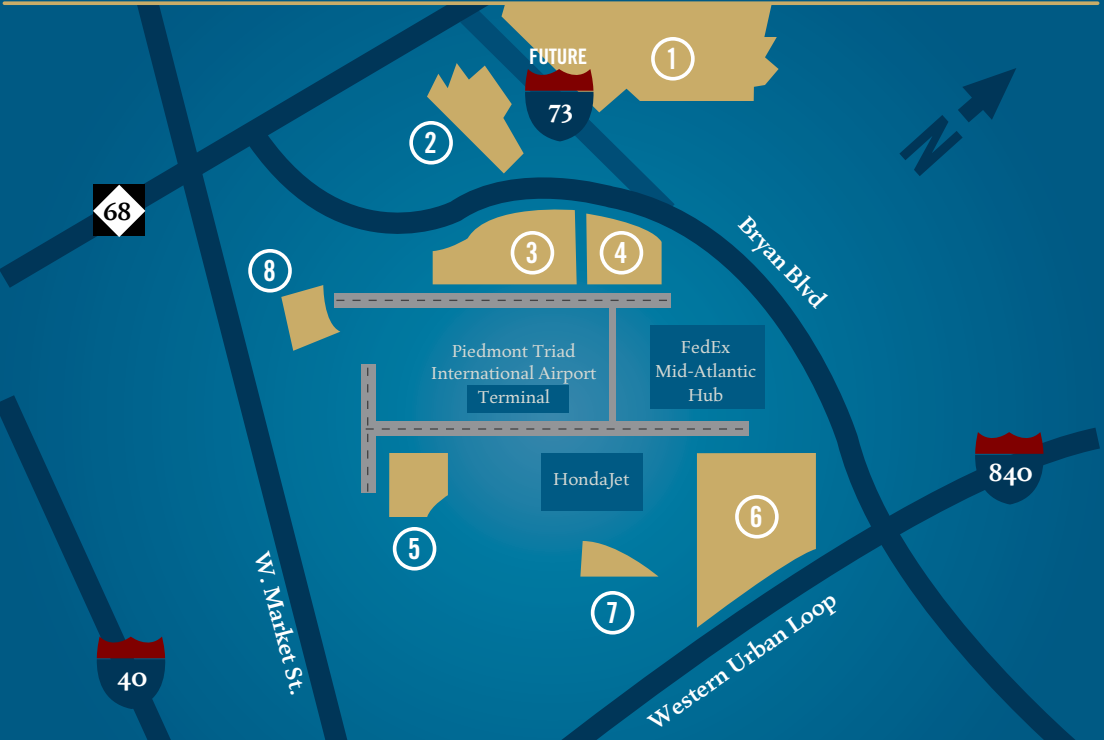 FUTURE
73
1
2
68
N
3
4
Bryan Blvd
8
Piedmont Triad
International Airport
Terminal
FedEx
Mid-Atlantic
Hub
840
HondaJet
6
5
7
W. Market St.
Western Urban Loop
40